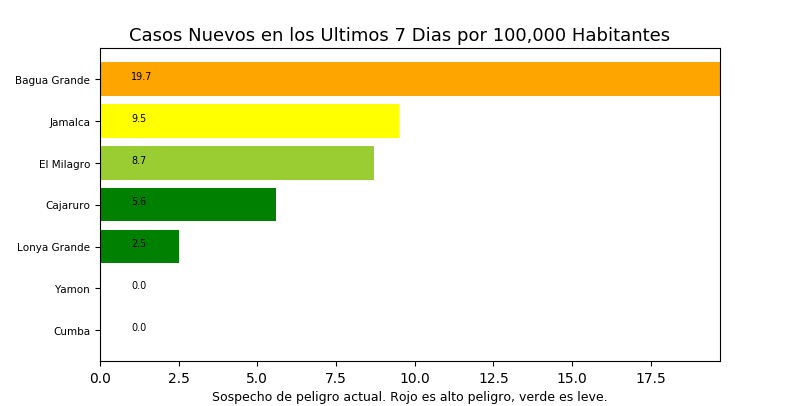 Casos Nuevos en los Ultimos 7 Dias por 100,000 Habitantes
Bagua Grande 19.7
Jamalca 9.5
El Milagro 8.7
Cajaruro 5.6
Lonya Grande 2.5
Yamon 0.0
Cumba 0.0
0.0 2.5 5.0 7.5 10.0 12.5 15.0 17.5
Sospecho de peligro actual. Rojo es alto peligro, verde es leve.